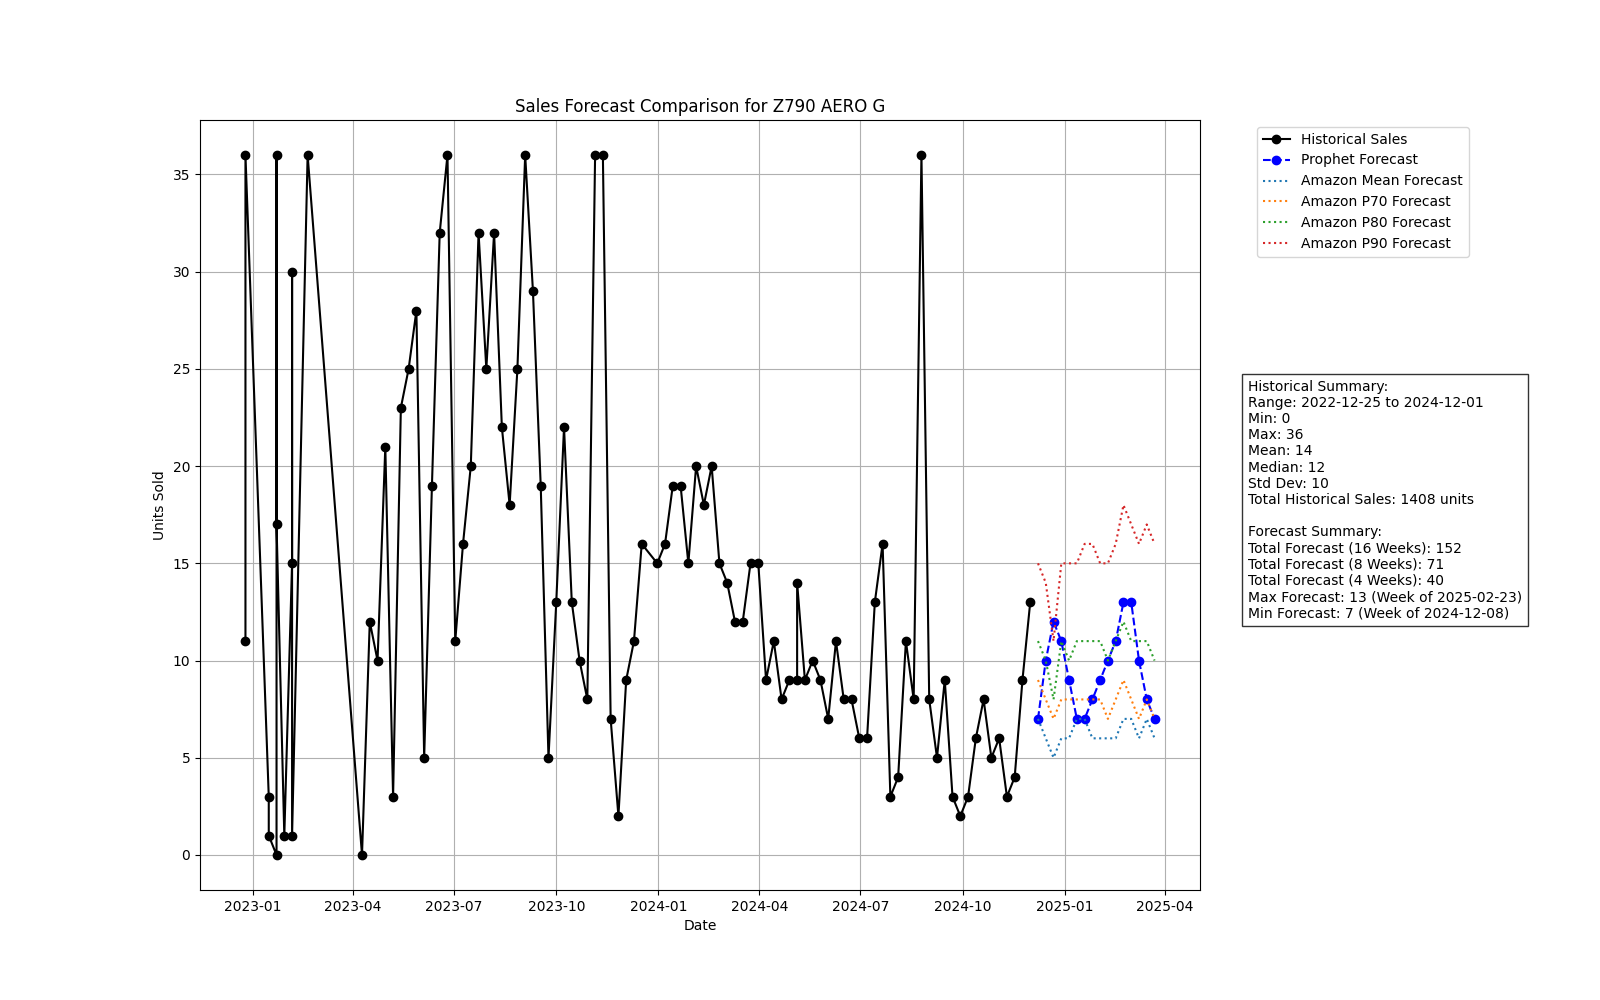 Sales Forecast Comparison for Z790 AERO G
Historical Sales
Prophet Forecast
Amazon Mean Forecast
Amazon P70 Forecast
Amazon P80 Forecast
Amazon P90 Forecast
35
30
25
20
15
10
5
0
Units Sold
Historical Summary:
Range: 2022-12-25 to 2024-12-01
Min: 0
Max: 36
Mean: 14
Median: 12
Std Dev: 10
Total Historical Sales: 1408 units
Forecast Summary:
Total Forecast (16 Weeks): 152
Total Forecast (8 Weeks): 71
Total Forecast (4 Weeks): 40
Max Forecast: 13 (Week of 2025-02-23)
Min Forecast: 7 (Week of 2024-12-08)
2023-01 2023-04 2023-07 2023-10 2024-01 2024-04 2024-07 2024-10 2025-01 2025-04
Date